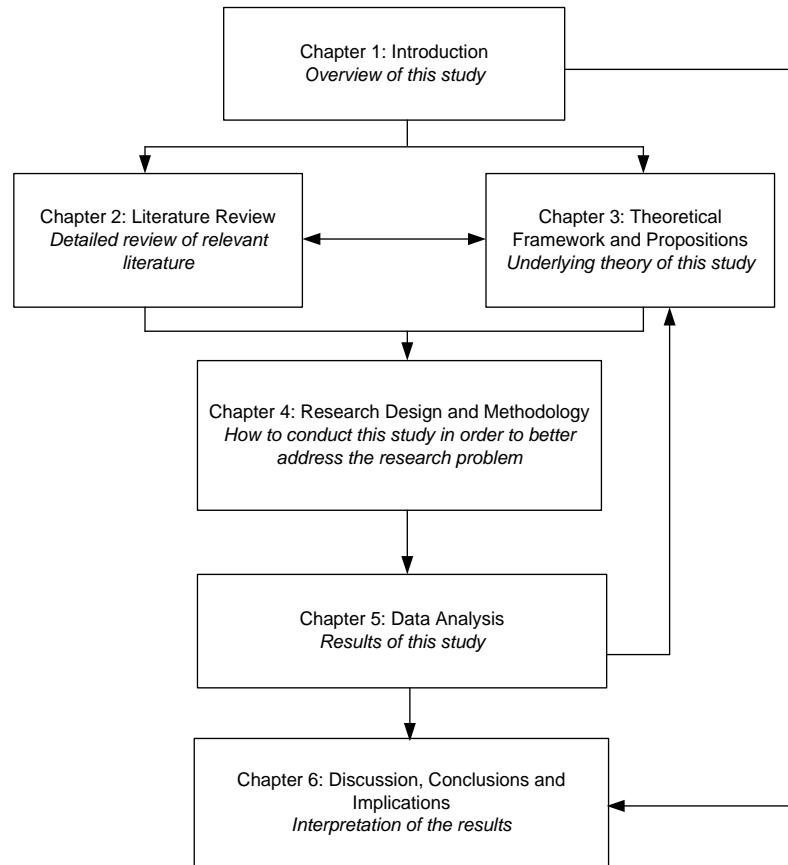 Chapter 1: Introduction
Overview of this study
Chapter 2: Literature Review
Detailed review of relevant
literature
Chapter 3: Theoretical
Framework and Propositions
Underlying theory of this study
Chapter 4: Research Design and Methodology
How to conduct this study in order to better
address the research problem
Chapter 5: Data Analysis
Results of this study
Chapter 6: Discussion, Conclusions and
Implications
Interpretation of the results